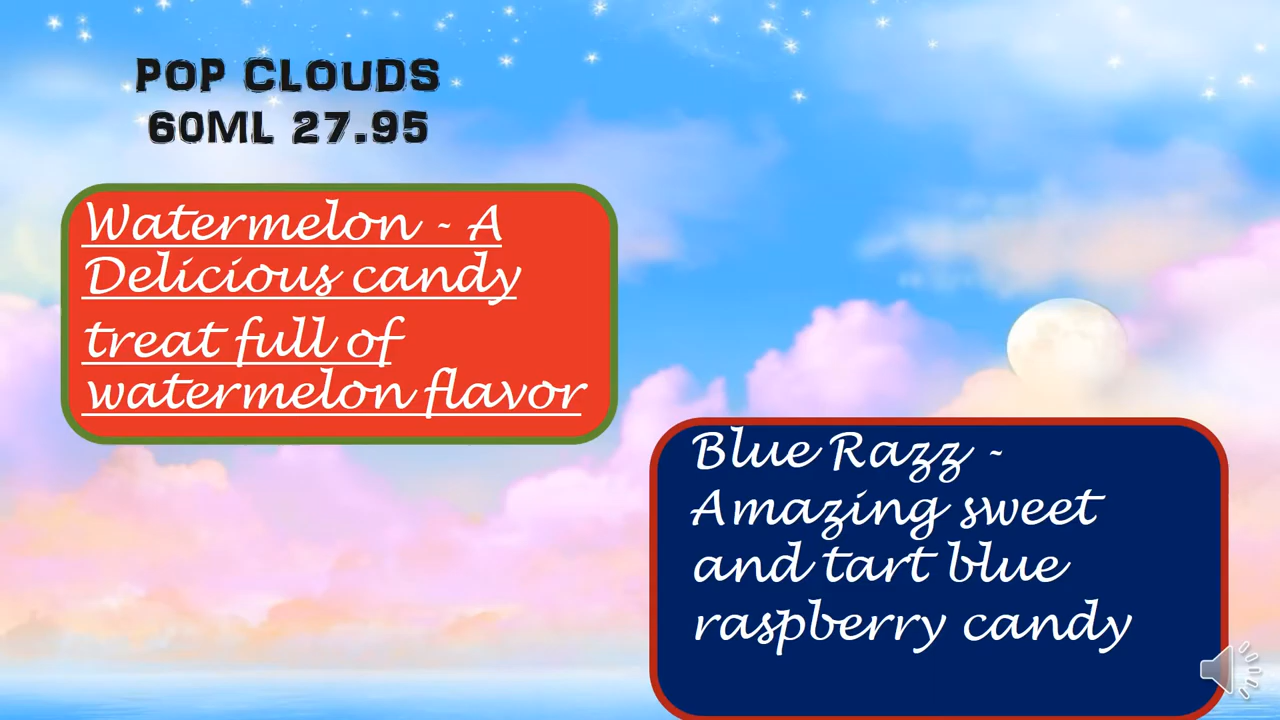 POP CLOUDS
60ML 27.95
Watermelon - A
Delicious candy
treat full of
watermelon flavor
Blue Razz -
Amazing sweet
and tart blue
raspberry candy